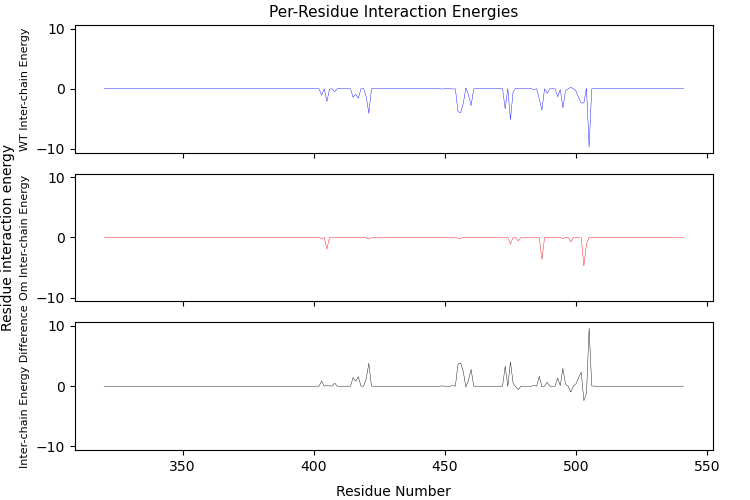 Per-Residue Interaction Energies
Residue interaction energy
WT Inter-chain Energy
10
0
−10
Om Inter-chain Energy
10
0
−10
Inter-chain Energy Difference
10
0
−10
350
400
450
500
550
Residue Number